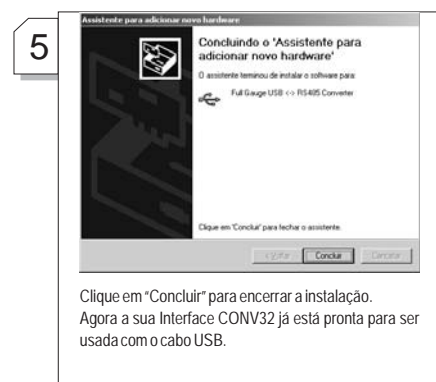 Assistente para adicionar novo hardware
5
Concluindo o 'Assistente para
adicionar novo hardware'
O assistente terminou de instalar o software para:
Full Gauge USB <-> RS485 Converter
Clique em 'Concluir' para fechar o assistente.
< Voltar Concluir Cancelar
Clique em "Concluir" para encerrar a instalação.
Agora a sua Interface CONV32 já está pronta para ser
usada com o cabo USB.